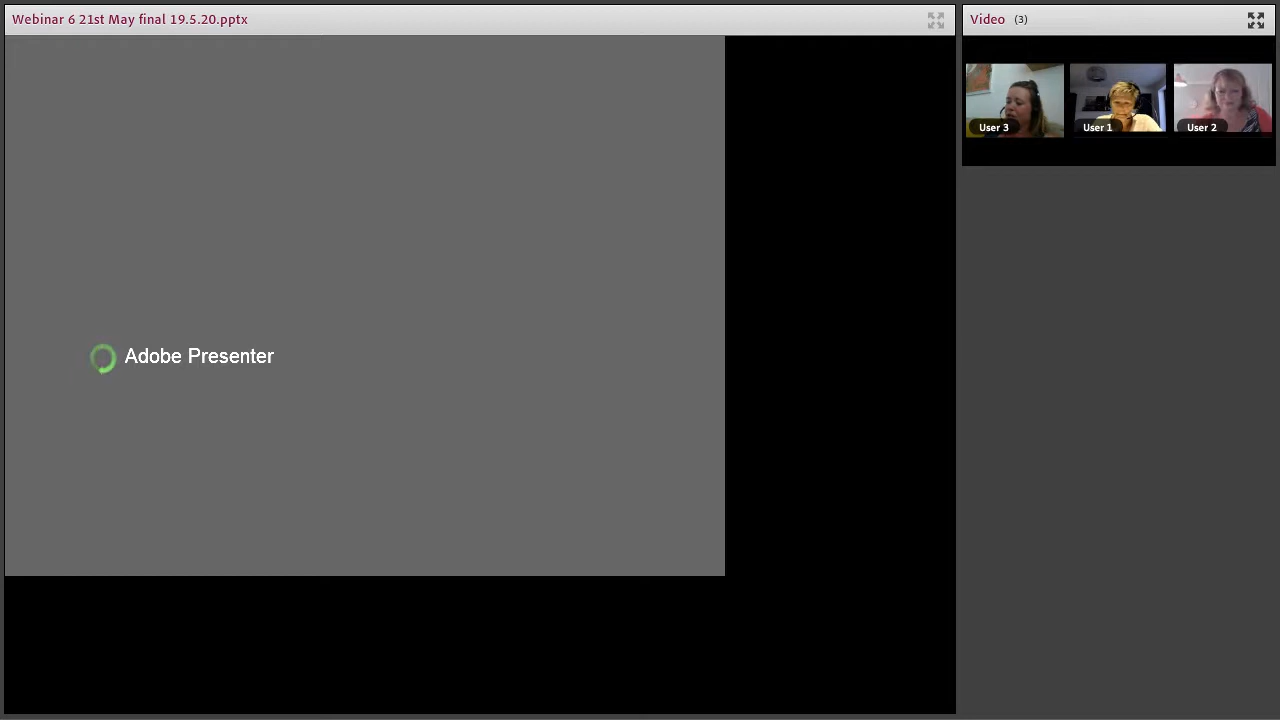 Webinar 6 21st May final 19.5.20.pptx
Video (3)
User 3
User 1
User 2
Adobe Presenter